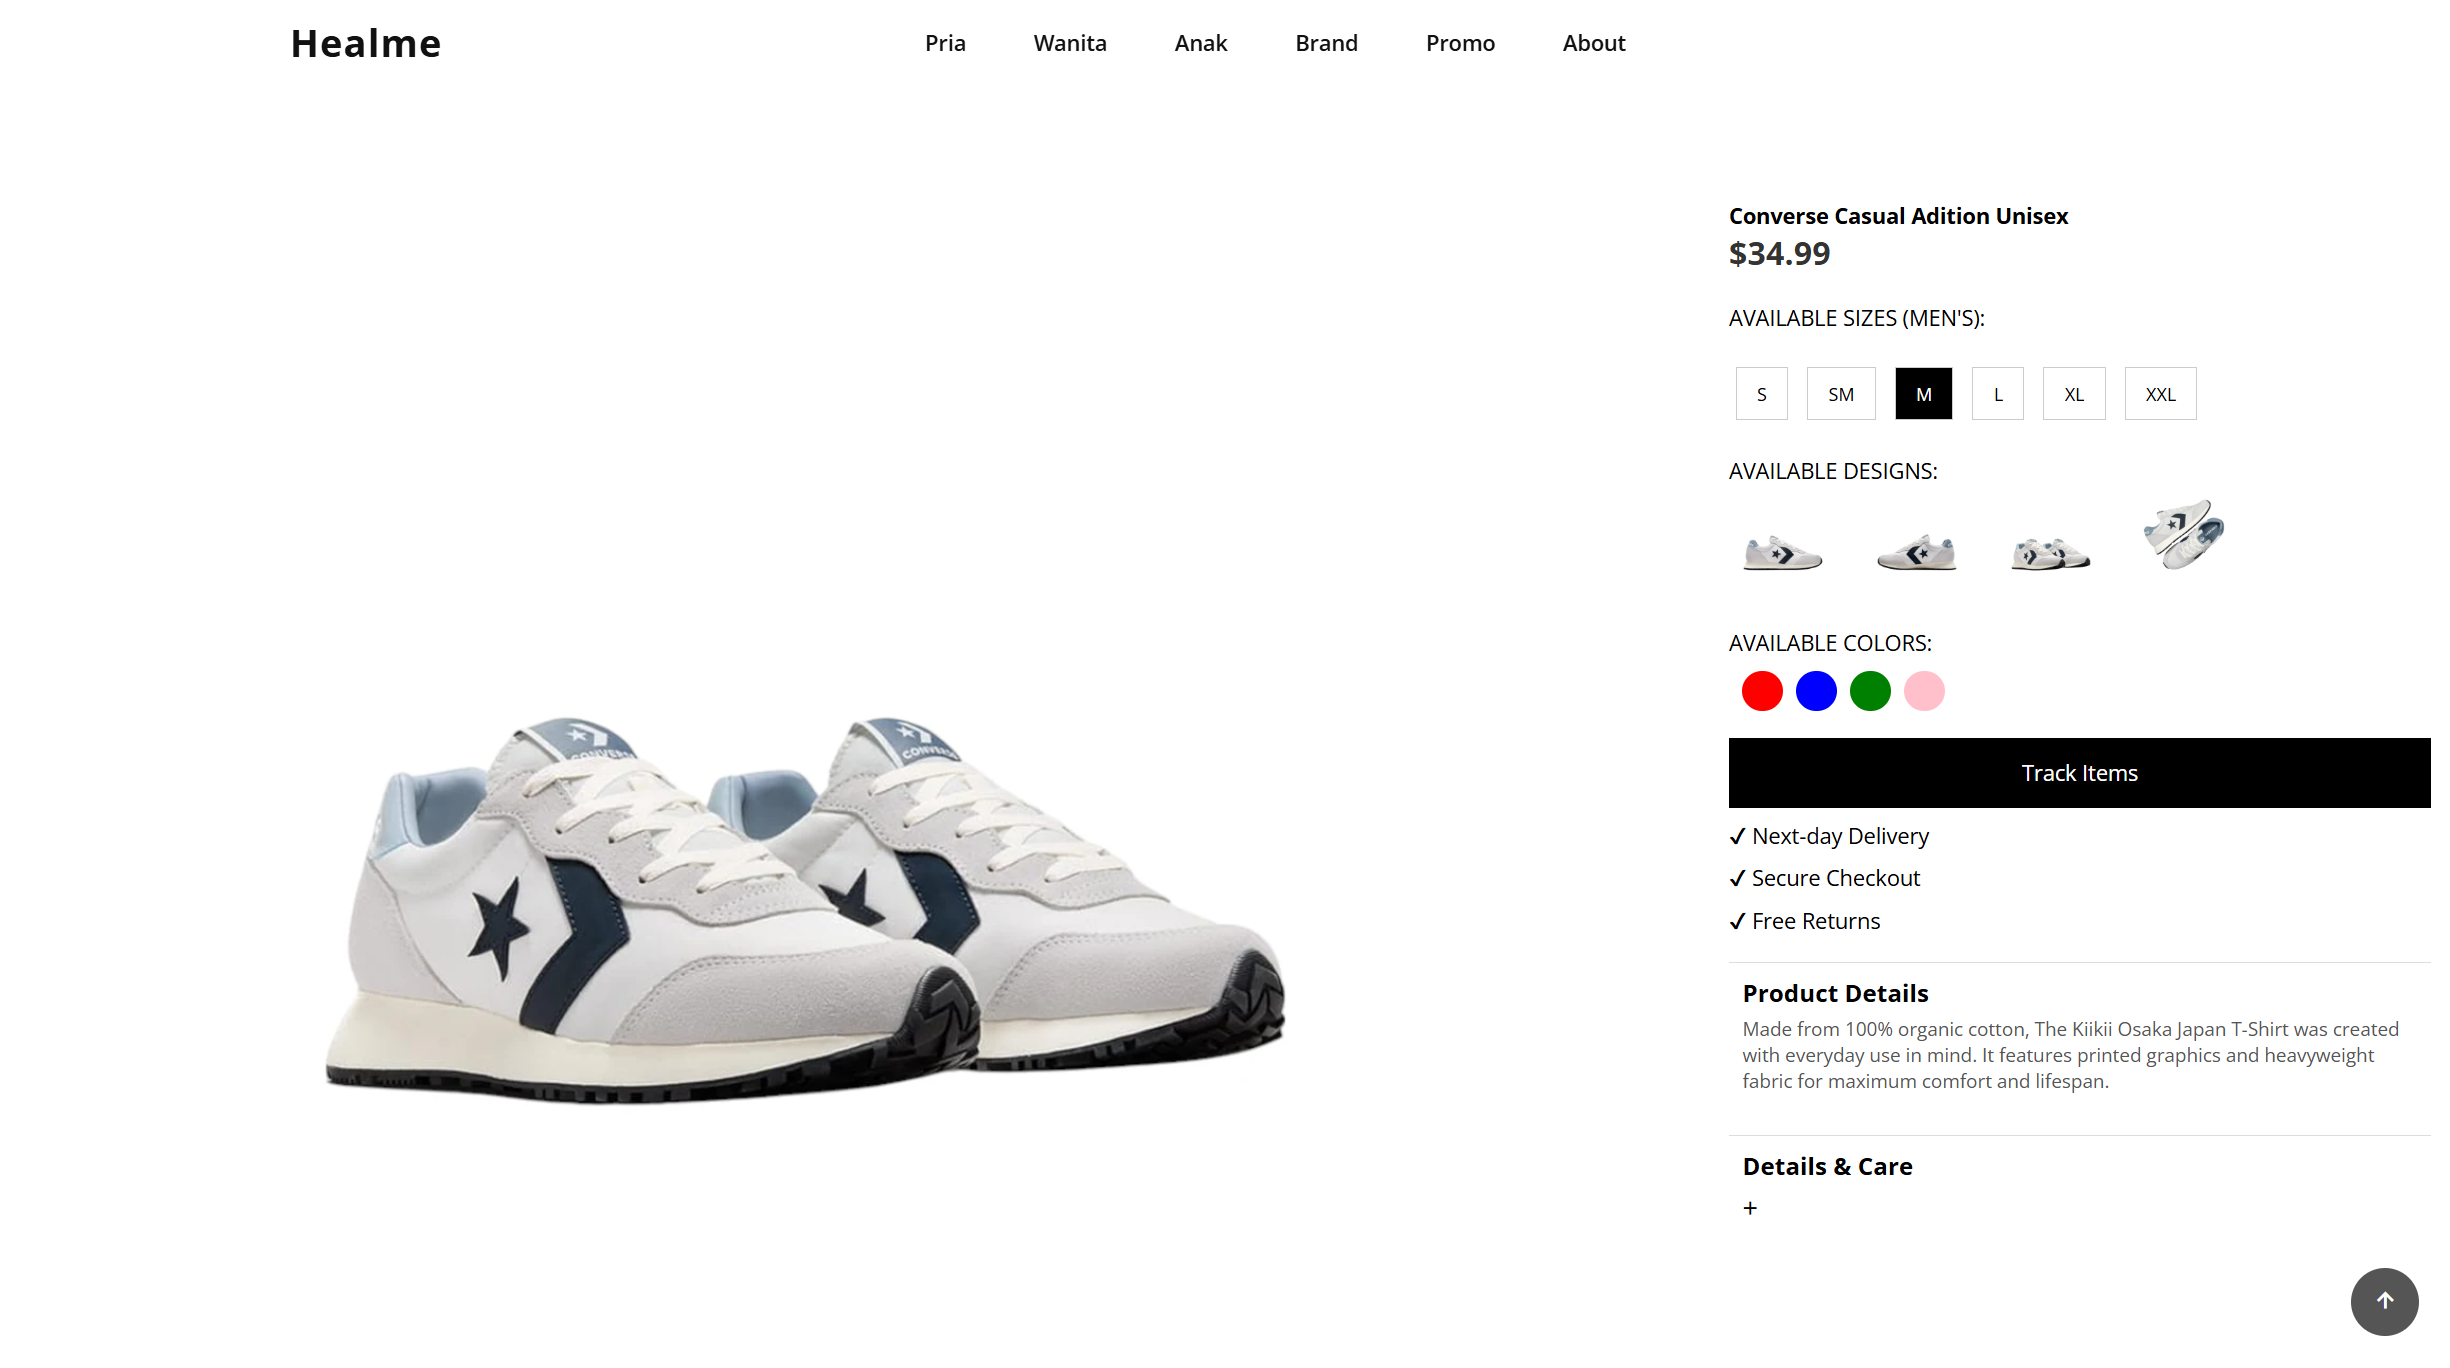 Healme
Pria Wanita Anak Brand Promo About
Converse Casual Adition Unisex
$34.99
AVAILABLE SIZES (MEN'S):
S SM M L XL XXL
AVAILABLE DESIGNS:
AVAILABLE COLORS:
Track Items
✓ Next-day Delivery
✓ Secure Checkout
✓ Free Returns
Product Details
Made from 100% organic cotton, The Kiikii Osaka Japan T-Shirt was created
with everyday use in mind. It features printed graphics and heavyweight
fabric for maximum comfort and lifespan.
Details & Care
+
CONVERSE
CONVERSE